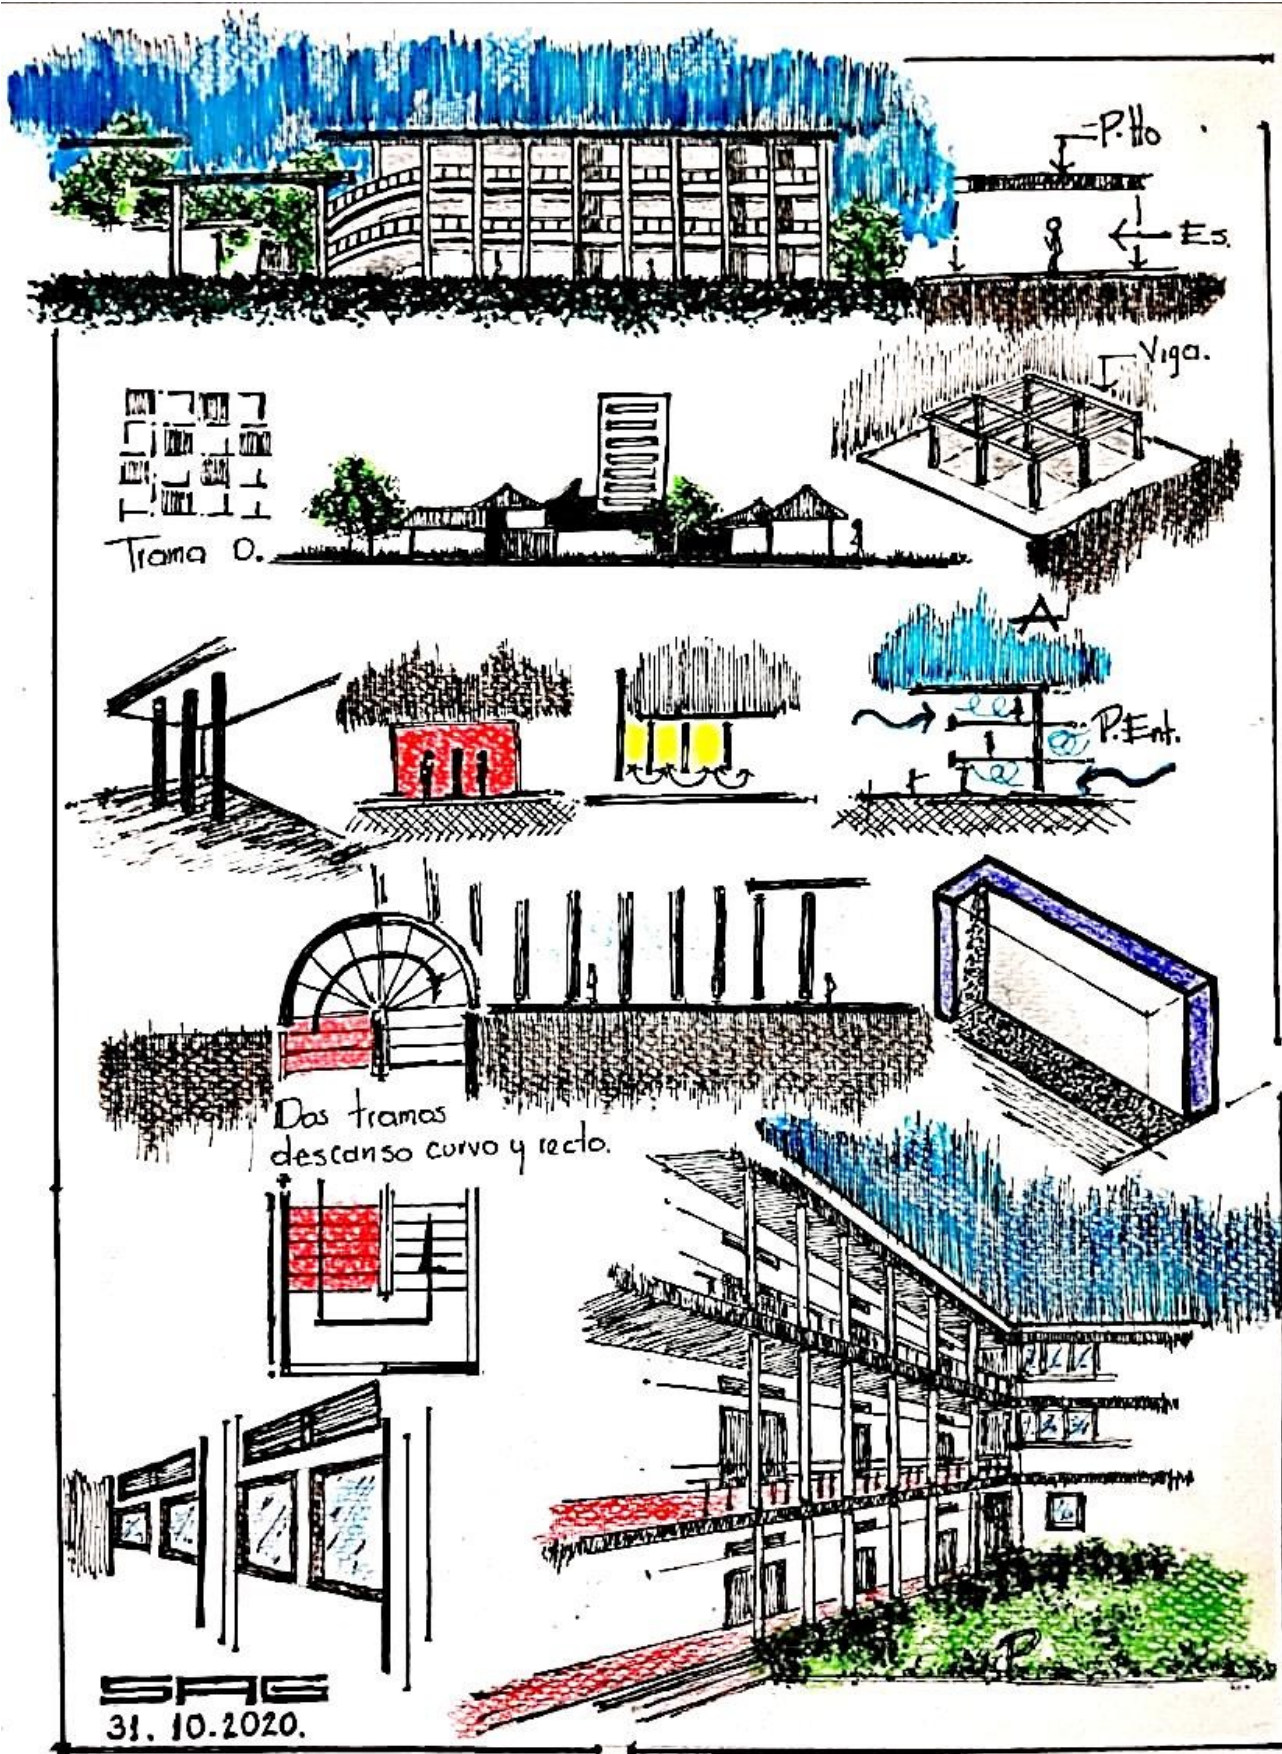 P. Ho
Es.
Viga.
Trama O.
A
P. Ent.
Dos tramos
descanso curvo y recto.
P
SAG
31.10.2020.